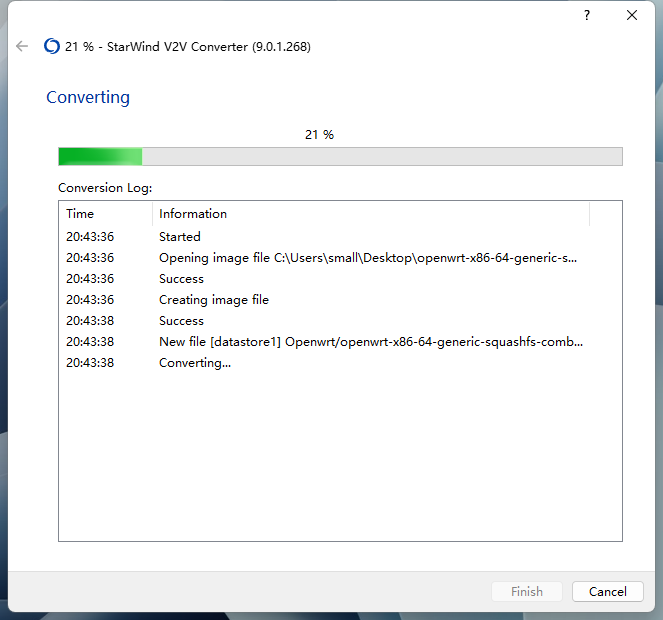 ?
21 % - StarWind V2V Converter (9.0.1.268)
Converting
21 %
Conversion Log:
Time Information
20:43:36 Started
20:43:36 Opening image file C:\Users\small\Desktop\openwrt-x86-64-generic-s...
20:43:36 Success
20:43:36 Creating image file
20:43:38 Success
20:43:38 New file [datastore1] Openwrt/openwrt-x86-64-generic-squashfs-comb...
20:43:38 Converting...
Finish Cancel